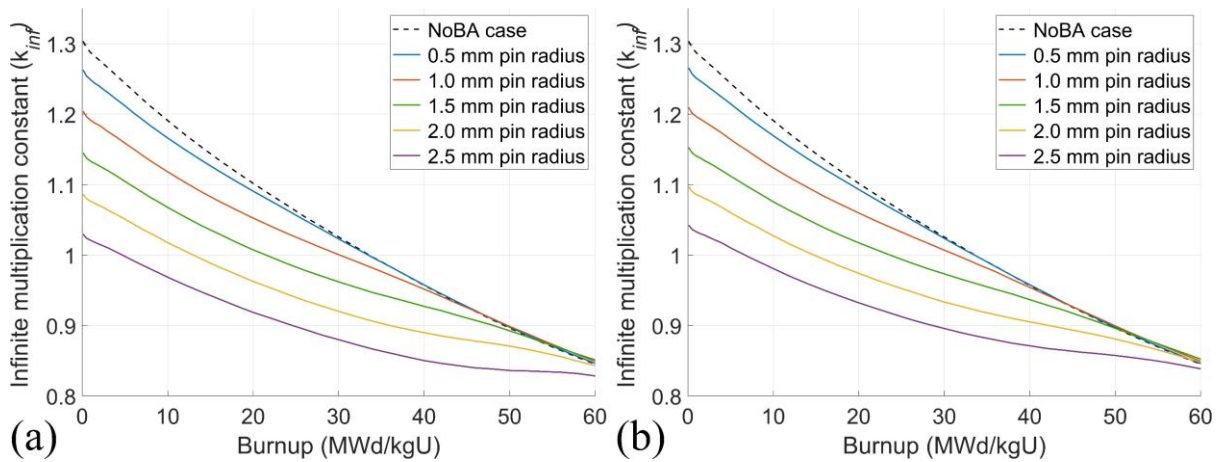 Infinite multiplication constant (k_inf)
1.3
1.2
1.1
1
0.9
0.8
NoBA case
0.5 mm pin radius
1.0 mm pin radius
1.5 mm pin radius
2.0 mm pin radius
2.5 mm pin radius
0 10 20 30 40 50 60
Burnup (MWd/kgU)
(a)
Infinite multiplication constant (k_inf)
1.3
1.2
1.1
1
0.9
0.8
NoBA case
0.5 mm pin radius
1.0 mm pin radius
1.5 mm pin radius
2.0 mm pin radius
2.5 mm pin radius
0 10 20 30 40 50 60
Burnup (MWd/kgU)
(b)